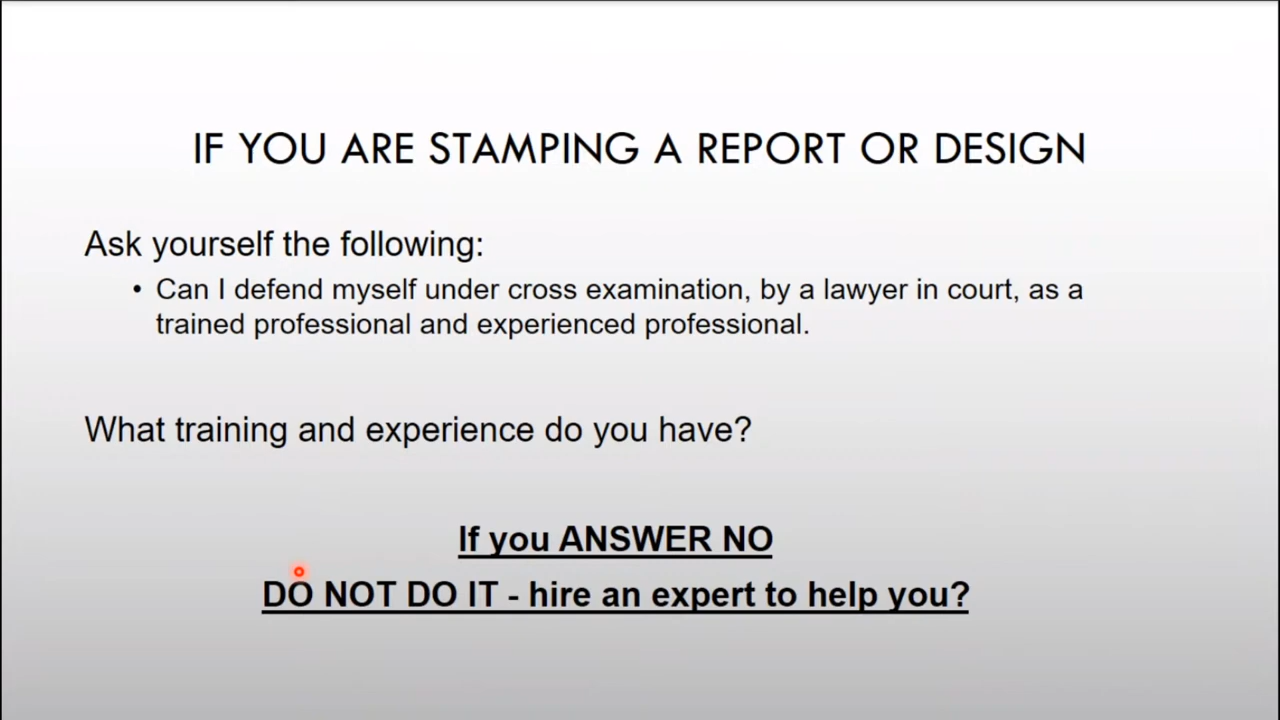 IF YOU ARE STAMPING A REPORT OR DESIGN
Ask yourself the following:
• Can I defend myself under cross examination, by a lawyer in court, as a
trained professional and experienced professional.
What training and experience do you have?
If you ANSWER NO
DO NOT DO IT - hire an expert to help you?